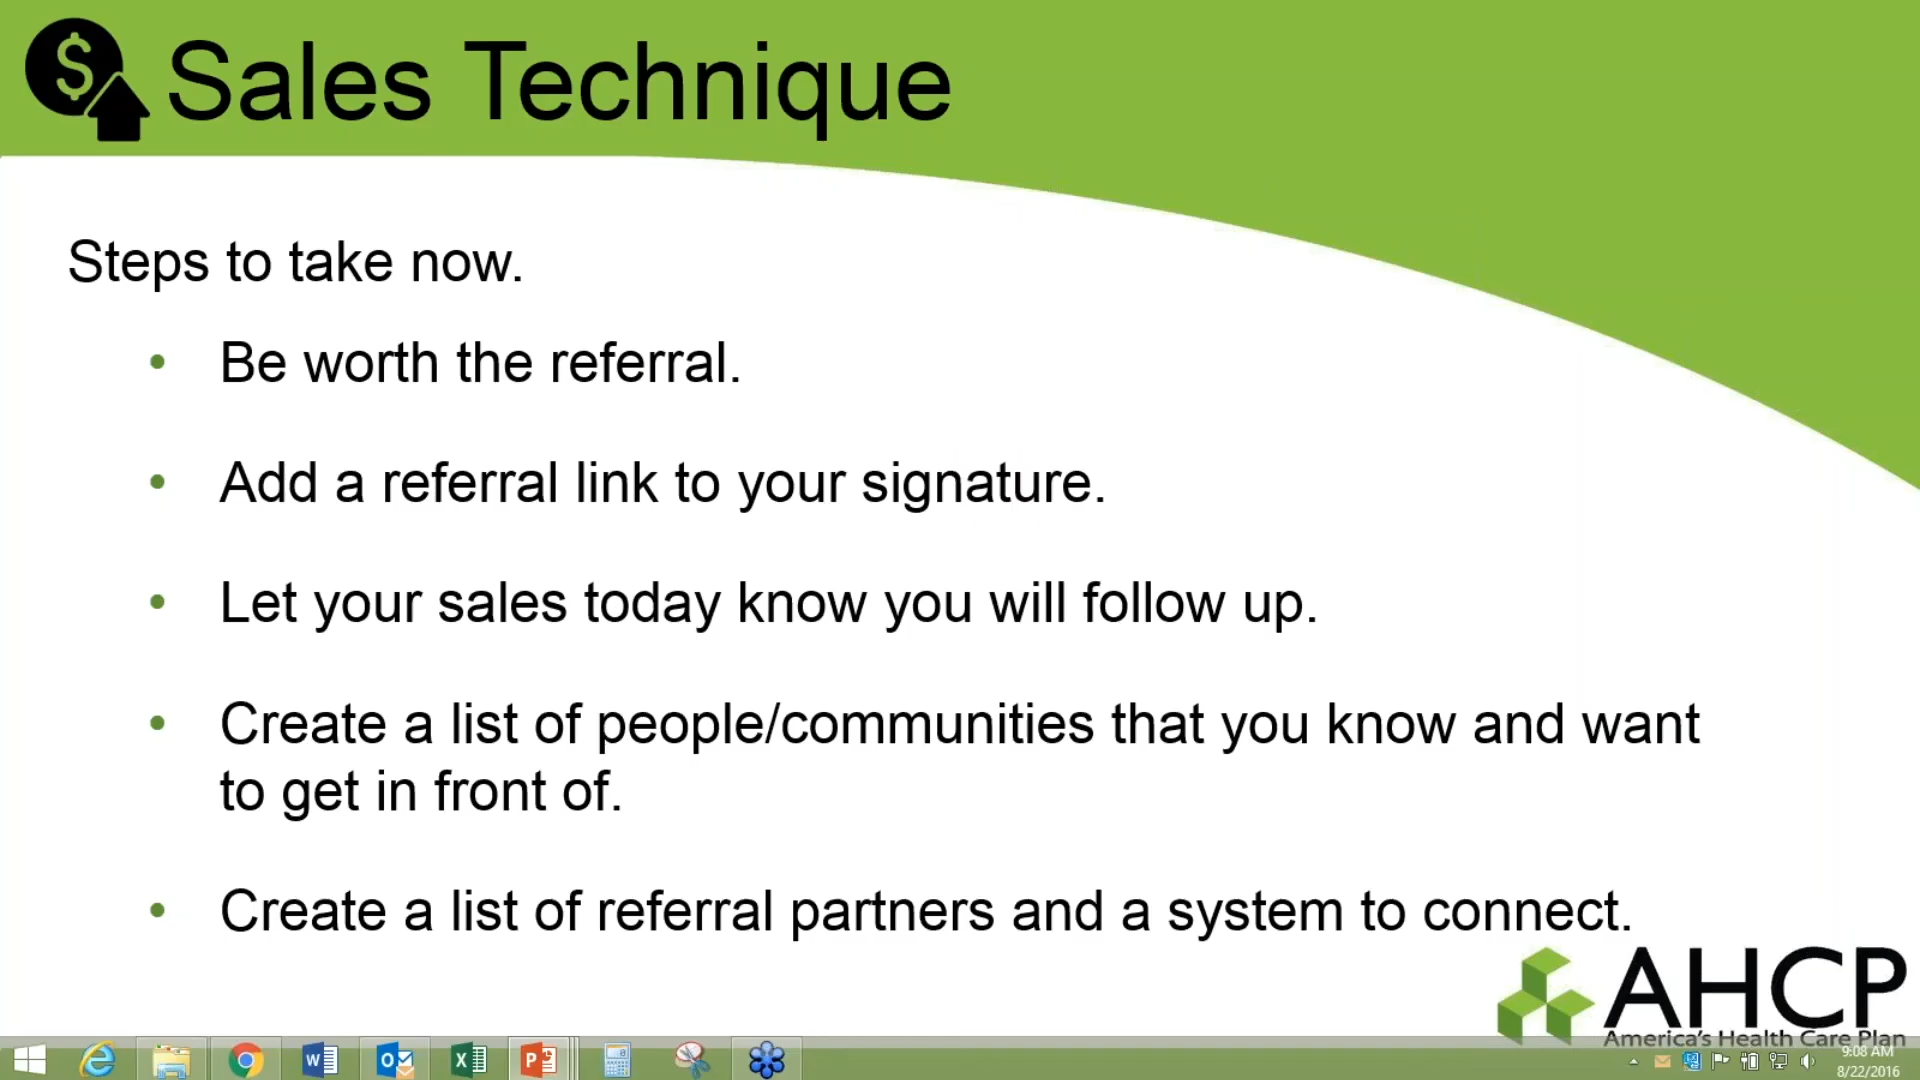 $ Sales Technique
Steps to take now.
• Be worth the referral.
• Add a referral link to your signature.
• Let your sales today know you will follow up.
• Create a list of people/communities that you know and want
to get in front of.
• Create a list of referral partners and a system to connect.
AHCP
America's Health Care Plan
9:08 AM
8/22/2016